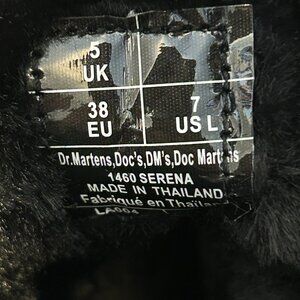 5
UK
38
EU
7
US L
Dr.Martens,Doc's,DM's,Doc Martens
1460 SERENA
MADE IN THAILAND
Fabriqué en Thaïlande
LA004